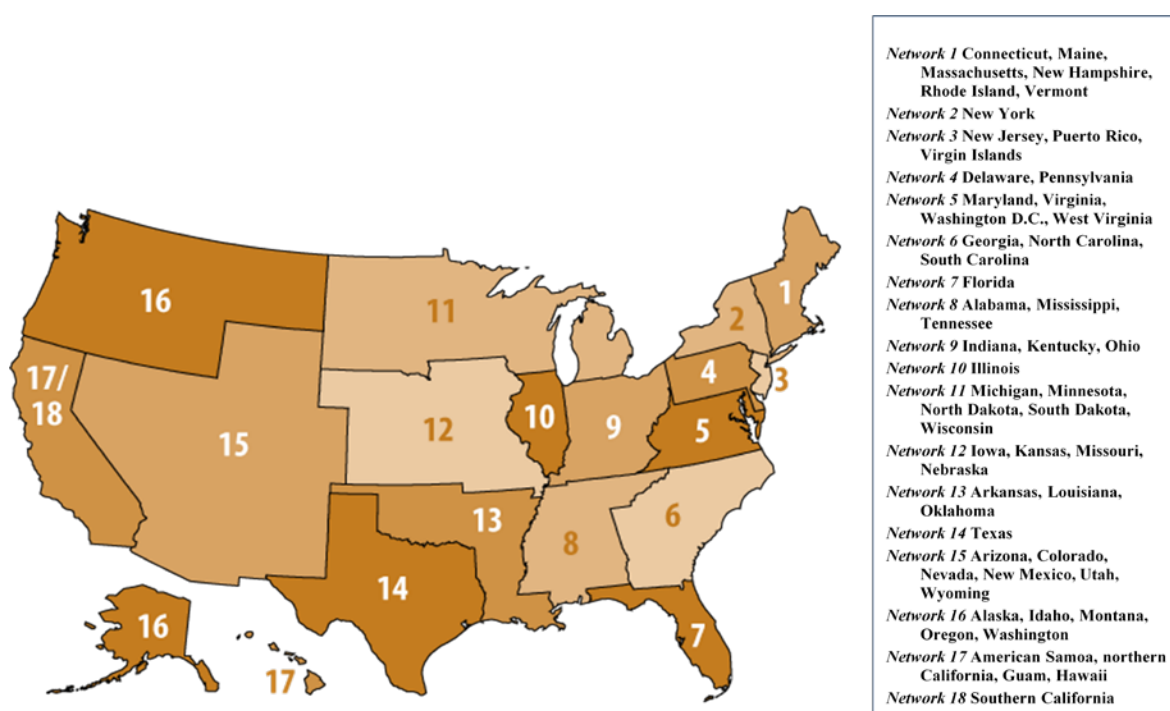 16
11
1
2
17/
18
4
3
10
12
9
5
15
13
6
8
14
16
7
17
Network 1 Connecticut, Maine,
Massachusetts, New Hampshire,
Rhode Island, Vermont
Network 2 New York
Network 3 New Jersey, Puerto Rico,
Virgin Islands
Network 4 Delaware, Pennsylvania
Network 5 Maryland, Virginia,
Washington D.C., West Virginia
Network 6 Georgia, North Carolina,
South Carolina
Network 7 Florida
Network 8 Alabama, Mississippi,
Tennessee
Network 9 Indiana, Kentucky, Ohio
Network 10 Illinois
Network 11 Michigan, Minnesota,
North Dakota, South Dakota,
Wisconsin
Network 12 Iowa, Kansas, Missouri,
Nebraska
Network 13 Arkansas, Louisiana,
Oklahoma
Network 14 Texas
Network 15 Arizona, Colorado,
Nevada, New Mexico, Utah,
Wyoming
Network 16 Alaska, Idaho, Montana,
Oregon, Washington
Network 17 American Samoa, northern
California, Guam, Hawaii
Network 18 Southern California